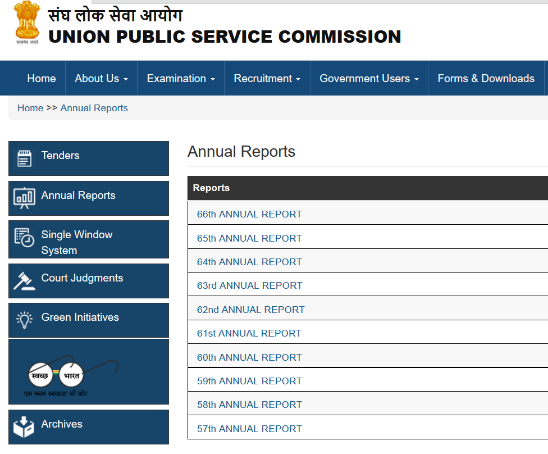 संघ लोक सेवा आयोग
UNION PUBLIC SERVICE COMMISSION
Home About Us Examination Recruitment Government Users Forms & Downloads
Home >> Annual Reports
Tenders
Annual Reports
Single Window
System
Court Judgments
Green Initiatives
स्वच्छ भारत
एक कदम स्वच्छता की ओर
Archives
Annual Reports
Reports
66th ANNUAL REPORT
65th ANNUAL REPORT
64th ANNUAL REPORT
63rd ANNUAL REPORT
62nd ANNUAL REPORT
61st ANNUAL REPORT
60th ANNUAL REPORT
59th ANNUAL REPORT
58th ANNUAL REPORT
57th ANNUAL REPORT